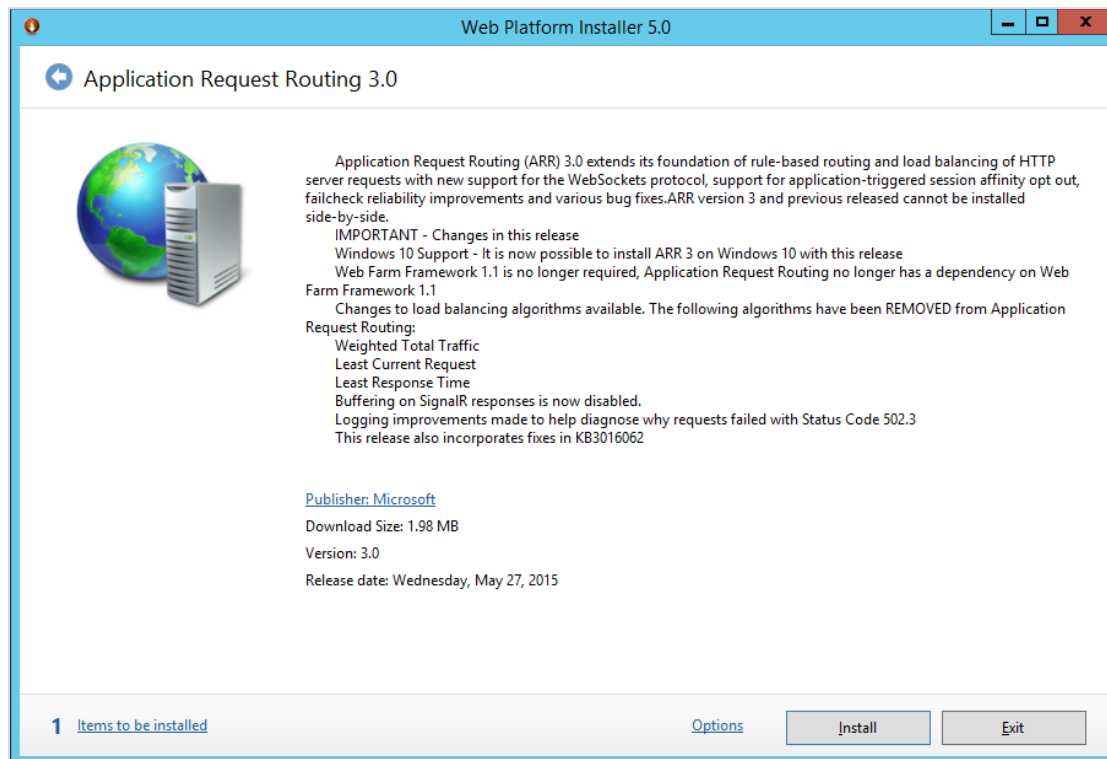 Web Platform Installer 5.0
Application Request Routing 3.0
Application Request Routing (ARR) 3.0 extends its foundation of rule-based routing and load balancing of HTTP
server requests with new support for the WebSockets protocol, support for application-triggered session affinity opt out,
failcheck reliability improvements and various bug fixes.ARR version 3 and previous released cannot be installed
side-by-side.
IMPORTANT - Changes in this release
Windows 10 Support - It is now possible to install ARR 3 on Windows 10 with this release
Web Farm Framework 1.1 is no longer required, Application Request Routing no longer has a dependency on Web
Farm Framework 1.1
Changes to load balancing algorithms available. The following algorithms have been REMOVED from Application
Request Routing:
Weighted Total Traffic
Least Current Request
Least Response Time
Buffering on SignalR responses is now disabled.
Logging improvements made to help diagnose why requests failed with Status Code 502.3
This release also incorporates fixes in KB3016062
Publisher: Microsoft
Download Size: 1.98 MB
Version: 3.0
Release date: Wednesday, May 27, 2015
1 Items to be installed Options Install Exit